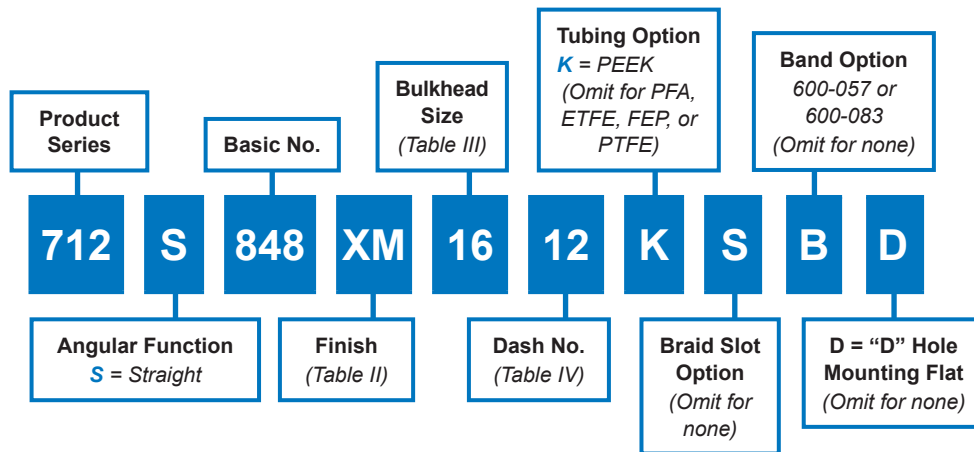 Product
Series
Basic No.
Bulkhead
Size
(Table III)
Tubing Option
K = PEEK
(Omit for PFA,
ETFE, FEP, or
PTFE)
Band Option
600-057 or
600-083
(Omit for none)
712 S 848 XM 16 12 K S B D
Angular Function
S = Straight
Finish
(Table II)
Dash No.
(Table IV)
Braid Slot
Option
(Omit for
none)
D = “D” Hole
Mounting Flat
(Omit for none)